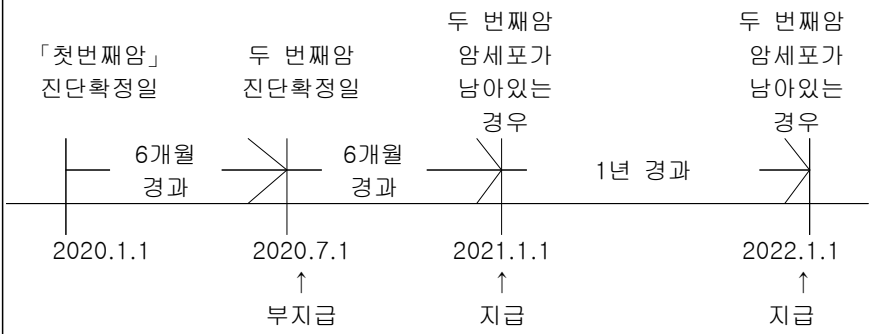 「첫번째암」
진단확정일
두 번째암
진단확정일
두 번째암
암세포가
남아있는
경우
두 번째암
암세포가
남아있는
경우
6개월
경과
6개월
경과
1년 경과
2020.1.1
2020.7.1
2021.1.1
2022.1.1
↑
↑
↑
부지급
지급
지급